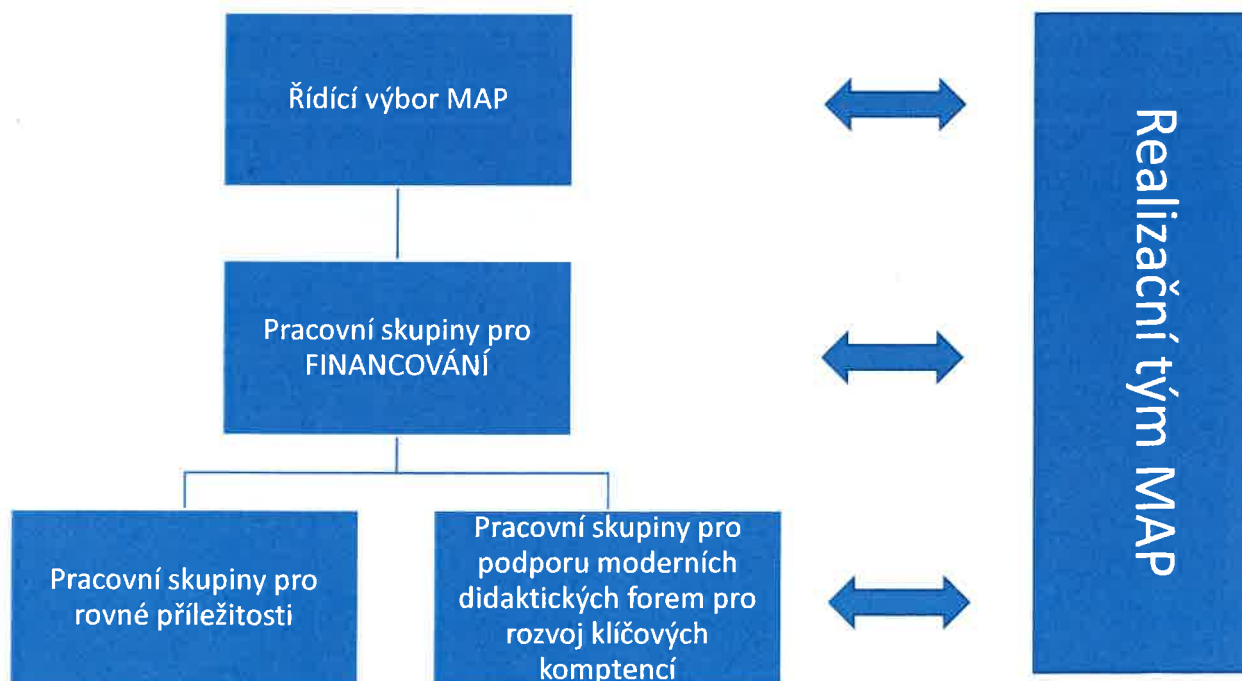 Řídící výbor MAP
Pracovní skupiny pro
FINANCOVÁNÍ
Pracovní skupiny pro
rovné příležitosti
Pracovní skupiny pro
podporu moderních
didaktických forem pro
rozvoj klíčových
komptencí
Realizační tým MAP